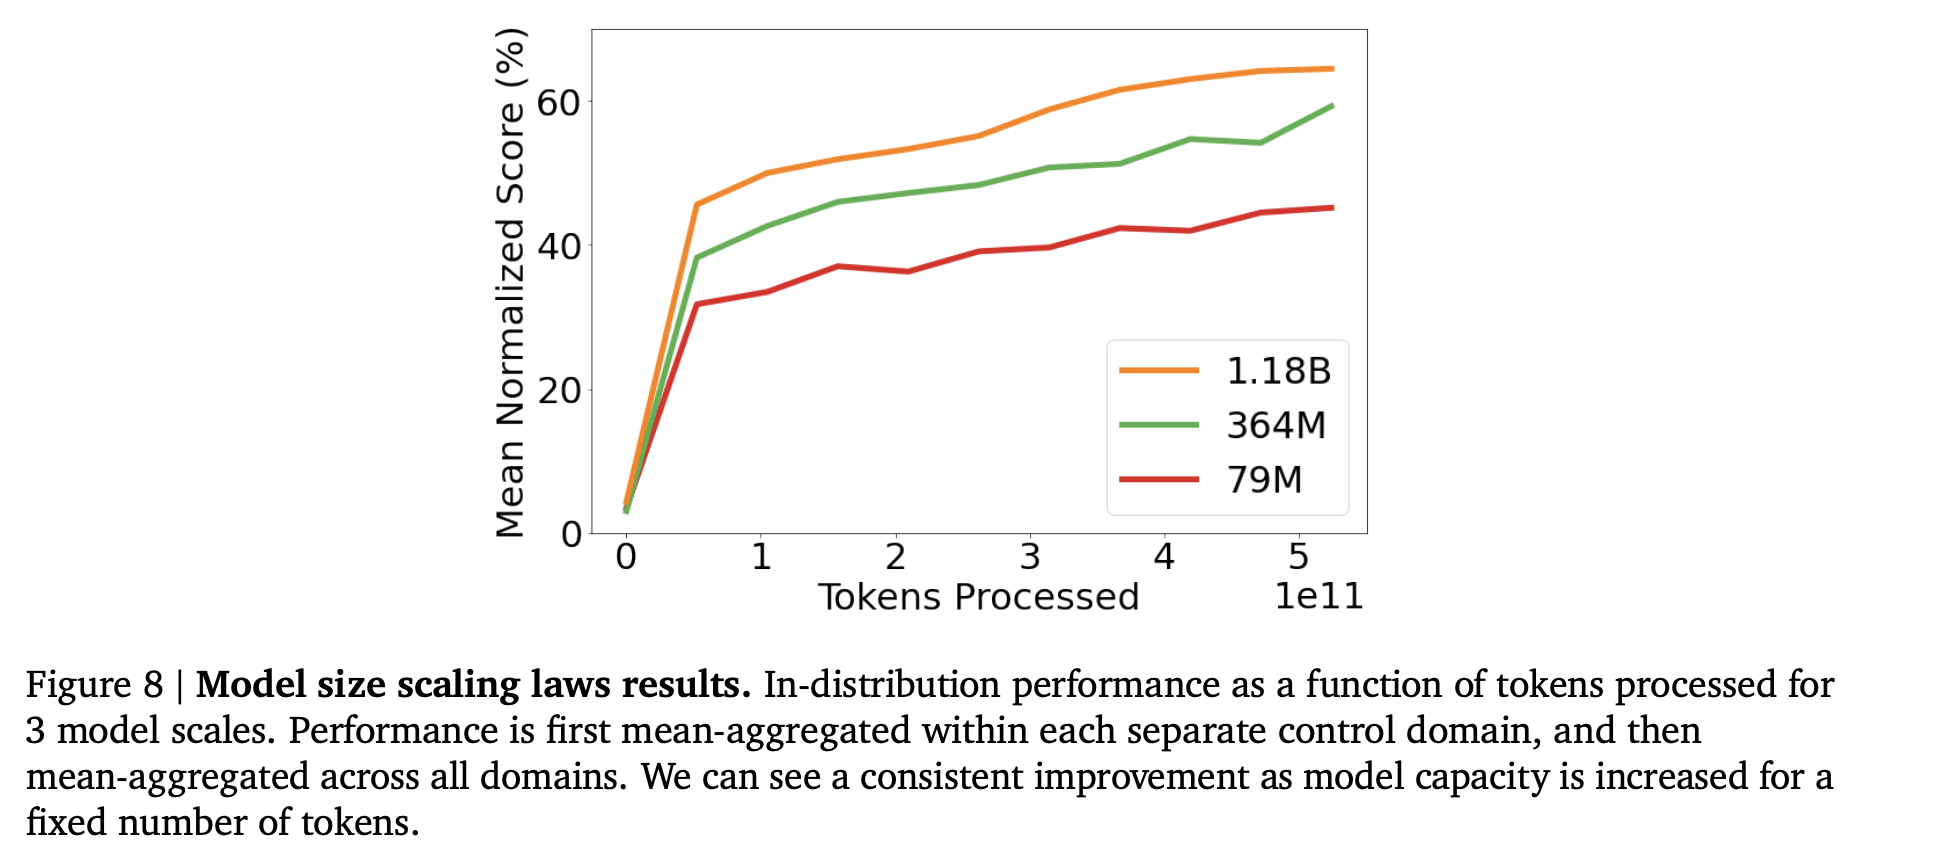 Mean Normalized Score (%)
60
40
20
0
1.18B
364M
79M
0 1 2 3 4 5
Tokens Processed 1e11
Figure 8 | Model size scaling laws results. In-distribution performance as a function of tokens processed for
3 model scales. Performance is first mean-aggregated within each separate control domain, and then
mean-aggregated across all domains. We can see a consistent improvement as model capacity is increased for a
fixed number of tokens.